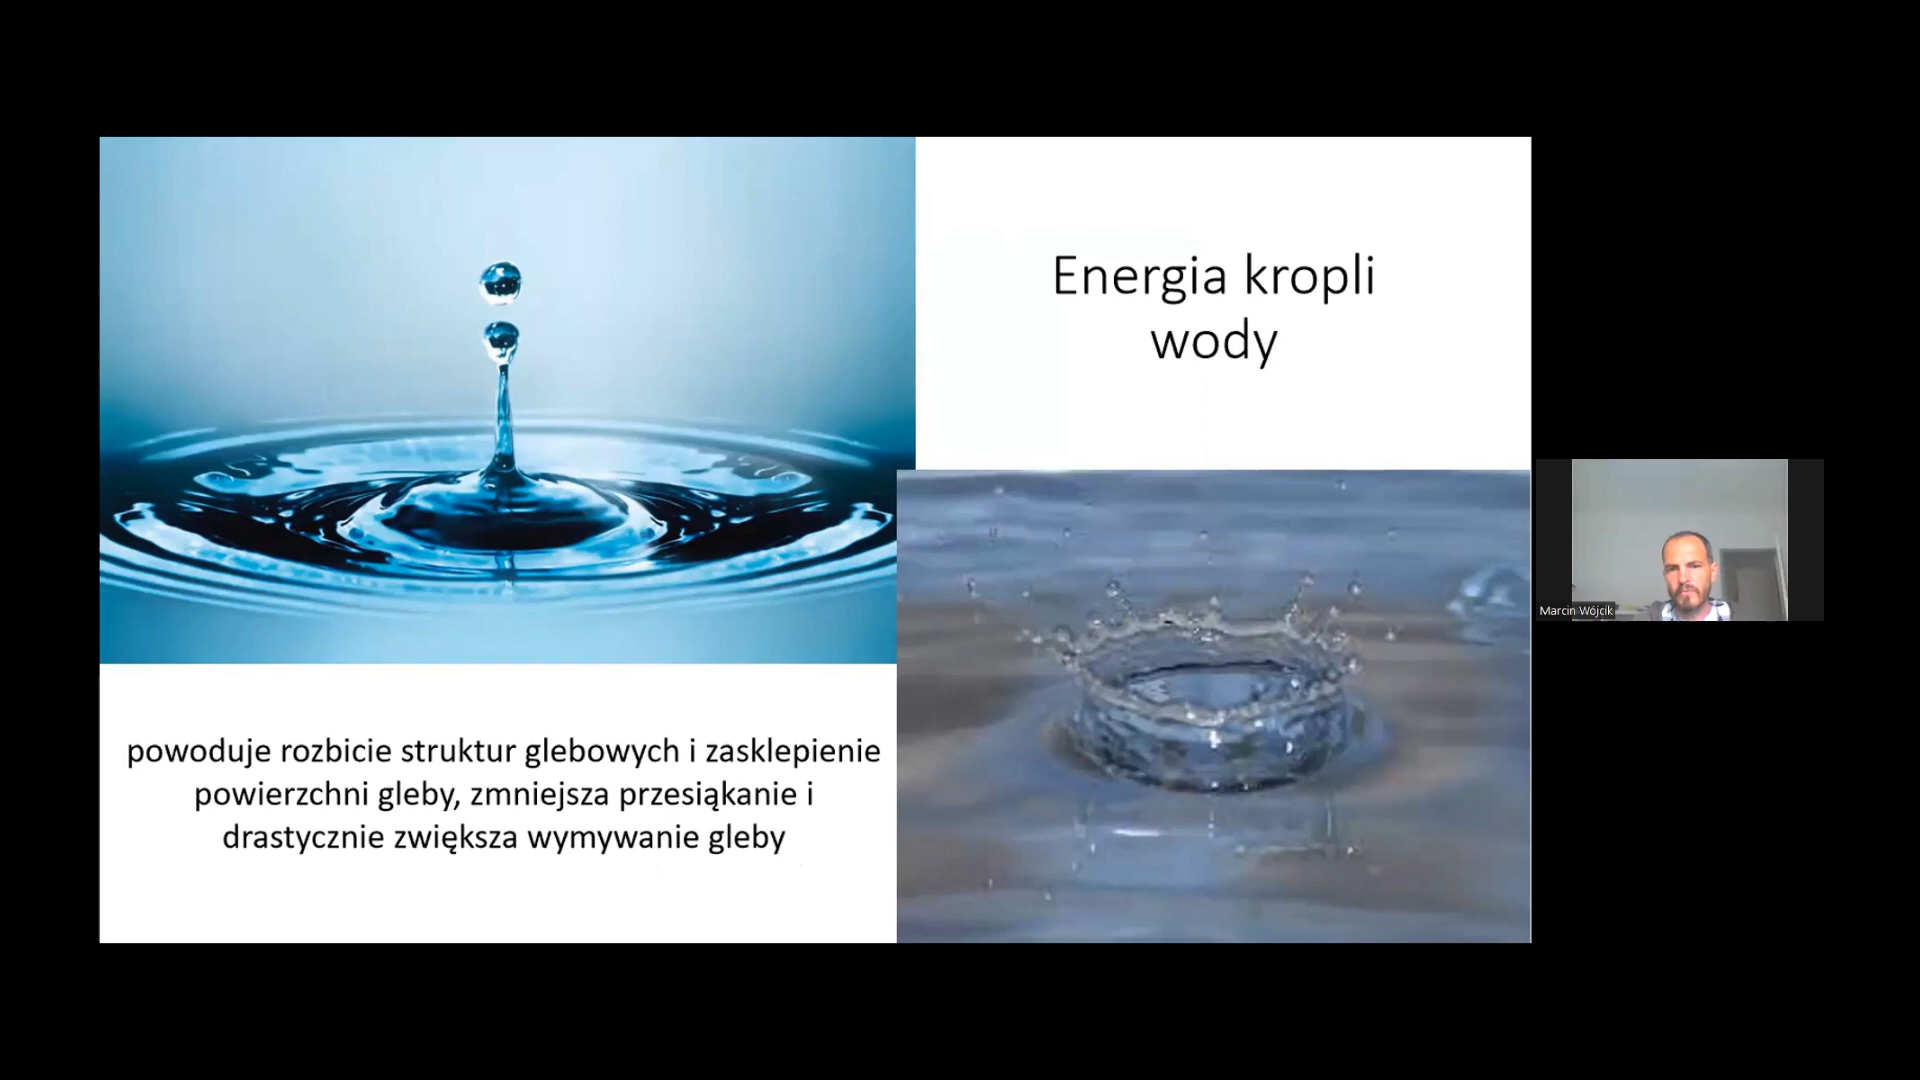 Energia kropli
wody
powoduje rozbicie struktur glebowych i zasklepienie
powierzchni gleby, zmniejsza przesiąkanie i
drastycznie zwiększa wymywanie gleby
Marcin Wójcik